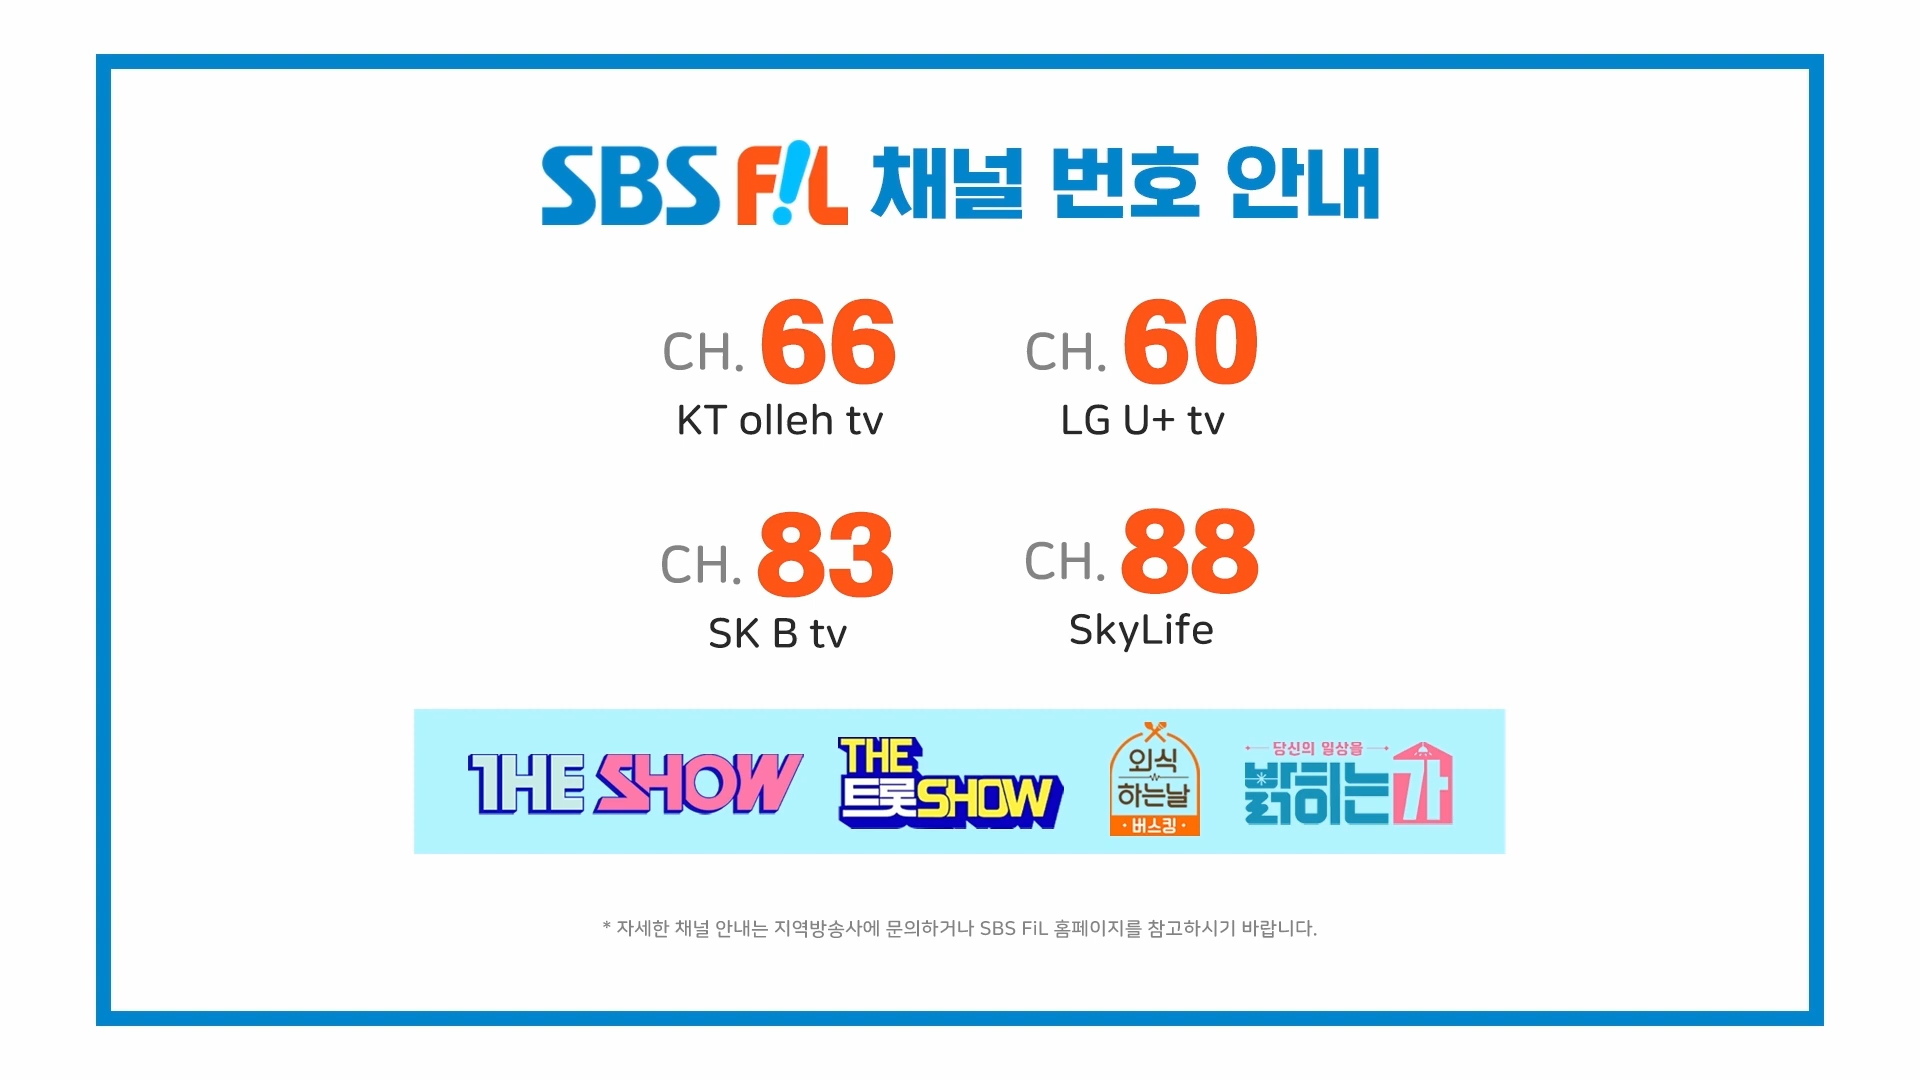 SBS F!L 채널 번호 안내
CH. 66
KT olleh tv
CH. 60
LG U+ tv
CH. 83
SK B tv
CH. 88
SkyLife
THE SHOW
THE
트롯SHOW
외식
하는날
·버스킹·
당신의 일상을
밝히는가
* 자세한 채널 안내는 지역방송사에 문의하거나 SBS FiL 홈페이지를 참고하시기 바랍니다.